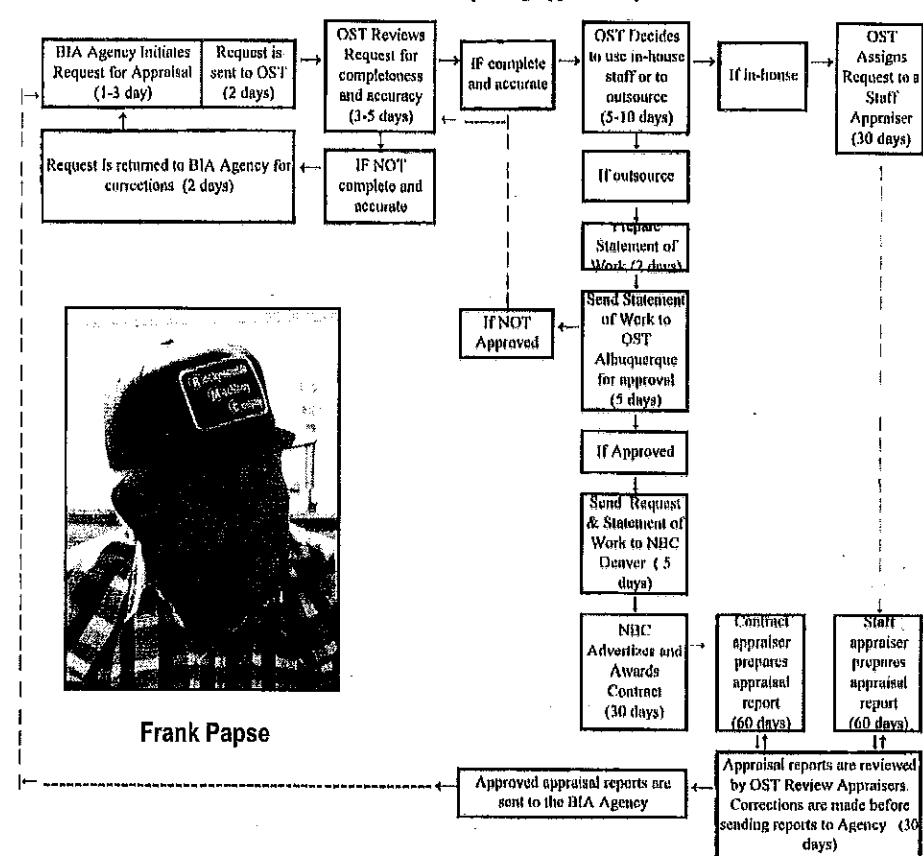 BIA Agency Initiates
Request for Appraisal
(1-3 day)
Request is
sent to OST
(2 days)
OST Reviews
Request for
completeness
and accuracy
(3-5 days)
IF complete
and accurate
OST Decides
to use in-house
staff or to
outsource
(5-10 days)
If in-house
OST
Assigns
Request to a
Staff
Appraiser
(30 days)
Request is returned to BIA Agency for
corrections (2 days)
IF NOT
complete and
accurate
If outsource
Prepare
Statement of
Work (2 days)
Send Statement
of Work to
OST
Albuquerque
for approval
(5 days)
If NOT
Approved
If Approved
Send Request
& Statement of
Work to NBC
Denver ( 5
days)
NBC
Advertizes and
Awards
Contract
(30 days)
Contract
appraiser
prepares
appraisal
report
(60 days)
Staff
appraiser
prepares
appraisal
report
(60 days)
Frank Papse
Appraisal reports are reviewed
by OST Review Appraisers.
Corrections are made before
sending reports to Agency (30
days)
Approved appraisal reports are
sent to the BIA Agency